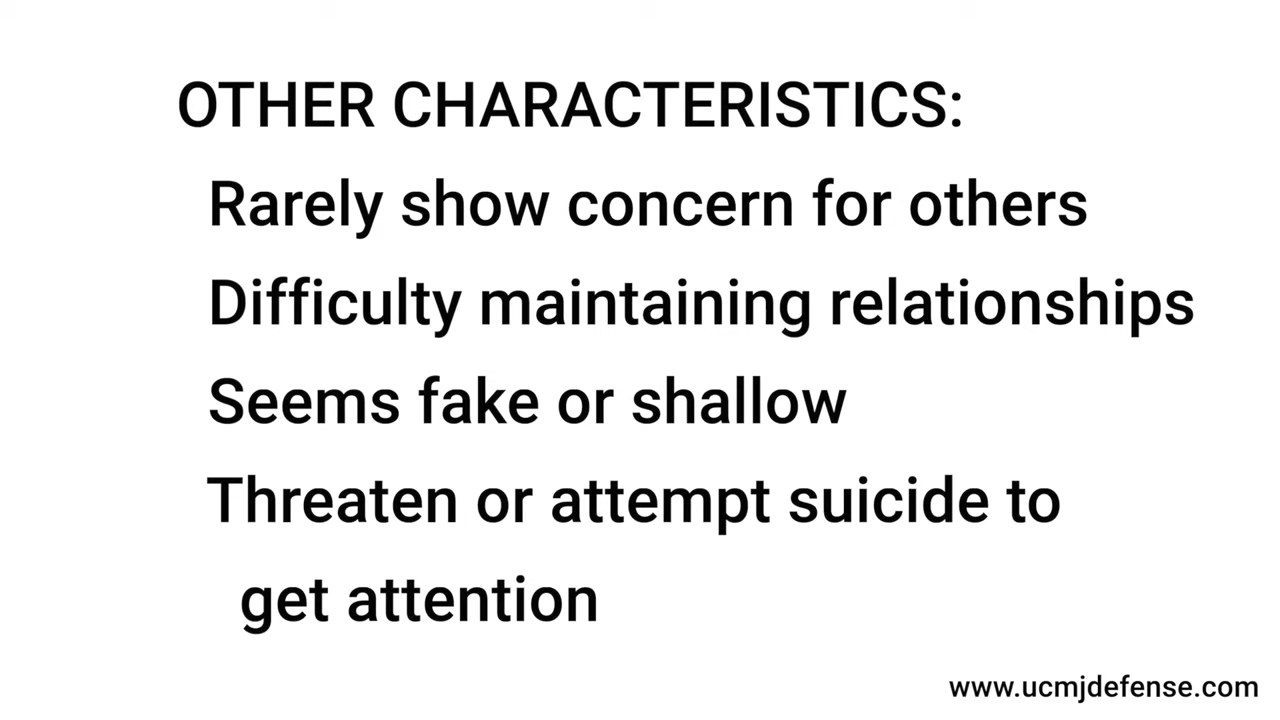 OTHER CHARACTERISTICS:
Rarely show concern for others
Difficulty maintaining relationships
Seems fake or shallow
Threaten or attempt suicide to
get attention
www.ucmjdefense.com